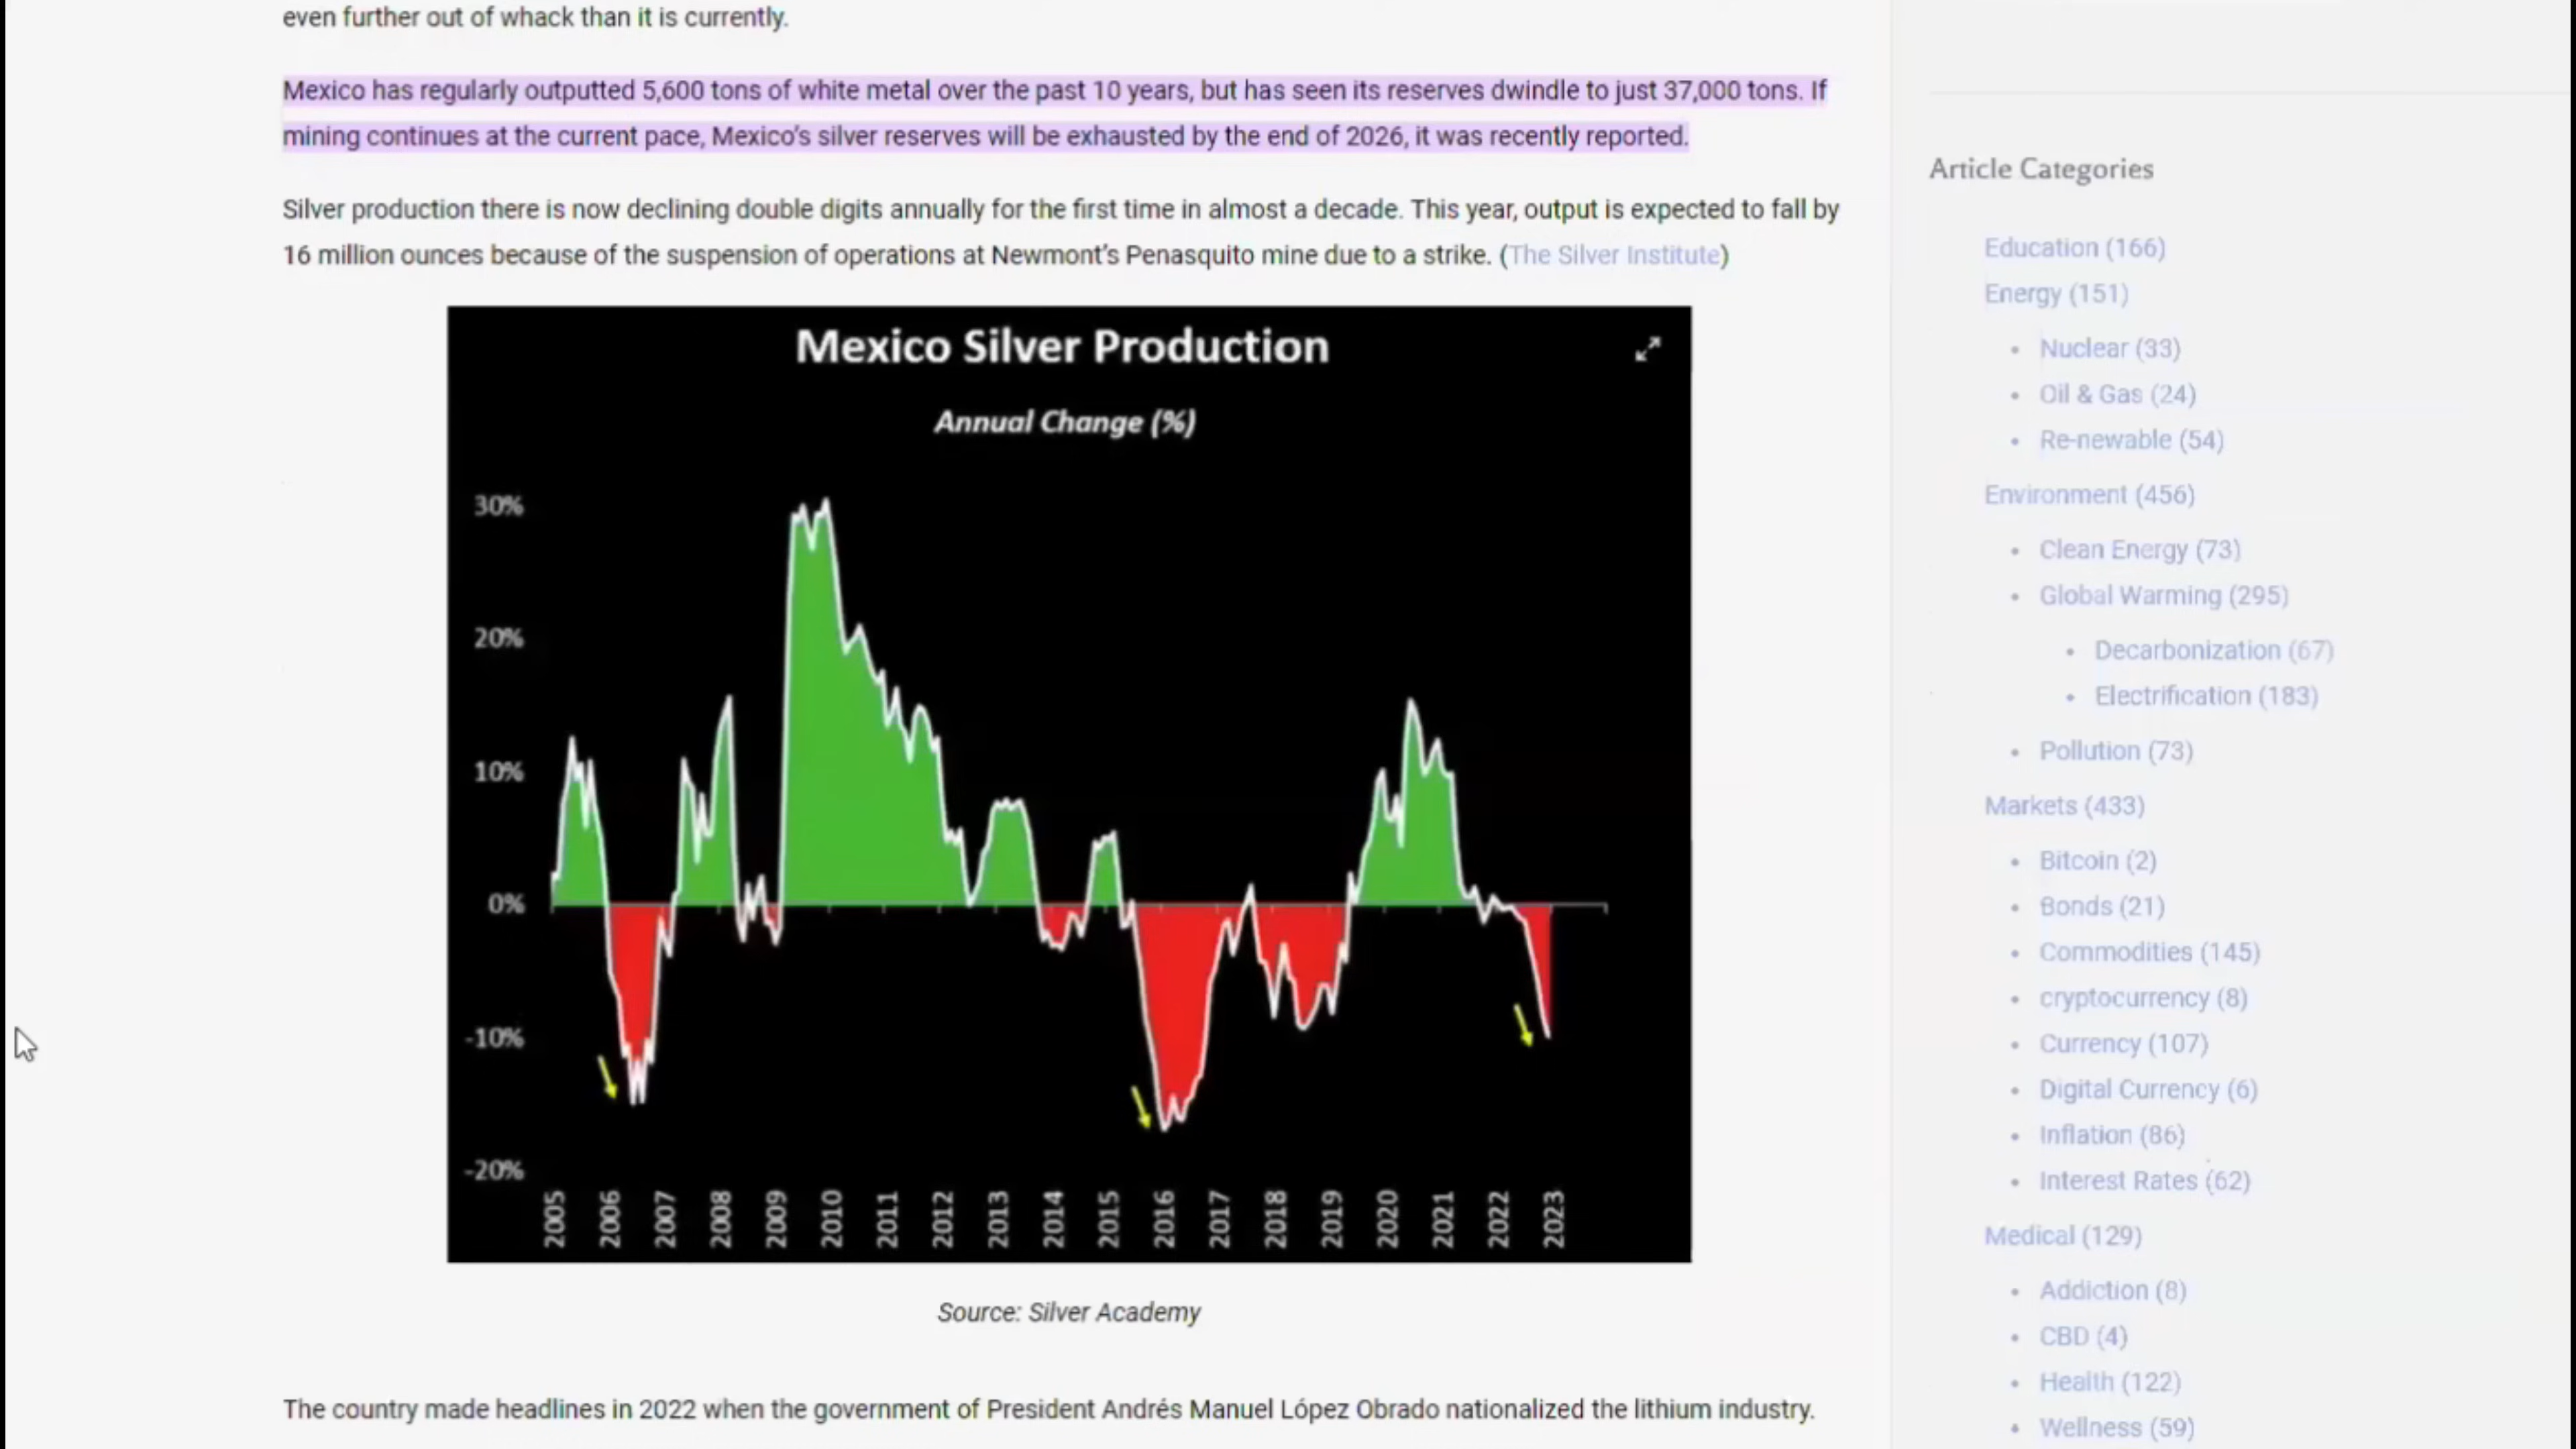 even further out of whack than it is currently.
Mexico has regularly outputted 5,600 tons of white metal over the past 10 years, but has seen its reserves dwindle to just 37,000 tons. If
mining continues at the current pace, Mexico's silver reserves will be exhausted by the end of 2026, it was recently reported.
Silver production there is now declining double digits annually for the first time in almost a decade. This year, output is expected to fall by
16 million ounces because of the suspension of operations at Newmont's Penasquito mine due to a strike. (The Silver Institute)
Mexico Silver Production
Annual Change (%)
30%
20%
10%
0%
-10%
-20%
2005
2006
2007
2008
2009
2010
2011
2012
2013
2014
2015
2016
2017
2018
2019
2020
2021
2022
2023
Source: Silver Academy
The country made headlines in 2022 when the government of President Andrés Manuel López Obrado nationalized the lithium industry.
Article Categories
Education (166)
Energy (151)
Nuclear (33)
Oil & Gas (24)
Re-newable (54)
Environment (456)
Clean Energy (73)
Global Warming (295)
Decarbonization (67)
Electrification (183)
Pollution (73)
Markets (433)
Bitcoin (2)
Bonds (21)
Commodities (145)
cryptocurrency (8)
Currency (107)
Digital Currency (6)
Inflation (86)
Interest Rates (62)
Medical (129)
Addiction (8)
CBD (4)
Health (122)
Wellness (59)